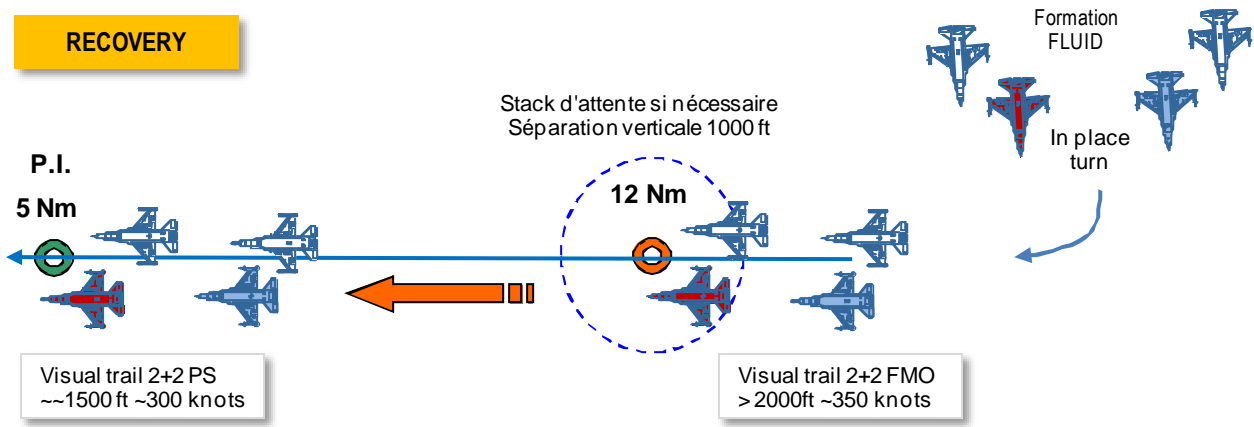 RECOVERY
Formation
FLUID
In place
turn
Stack d'attente si nécessaire
Séparation verticale 1000 ft
12 Nm
P.I.
5 Nm
Visual trail 2+2 PS
~~1500 ft ~300 knots
Visual trail 2+2 FMO
> 2000ft ~350 knots